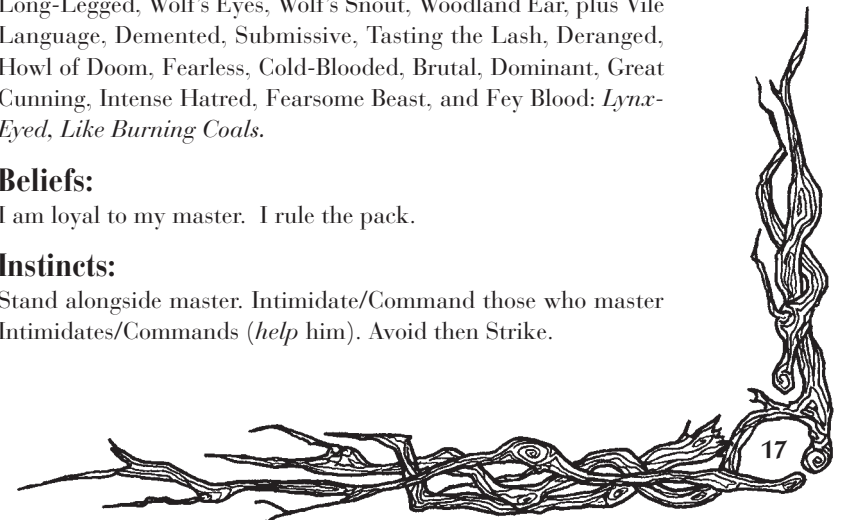 Long-Legged, Wolf's Eyes, Wolf's Snout, Woodland Ear, plus Vile
Language, Demented, Submissive, Tasting the Lash, Deranged,
Howl of Doom, Fearless, Cold-Blooded, Brutal, Dominant, Great
Cunning, Intense Hatred, Fearsome Beast, and Fey Blood: Lynx-
Eyed, Like Burning Coals.
Beliefs:
I am loyal to my master.  I rule the pack.
Instincts:
Stand alongside master. Intimidate/Command those who master
Intimidates/Commands (help him). Avoid then Strike.
17